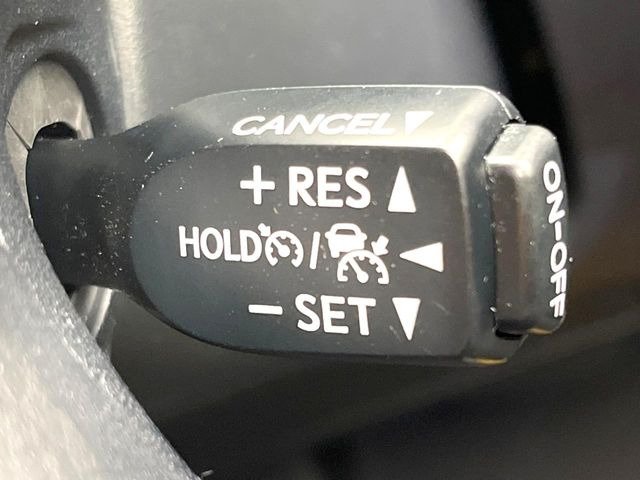 CANCEL ▼
+ RES ▲
HOLD / ◀
− SET ▼
ON-OFF